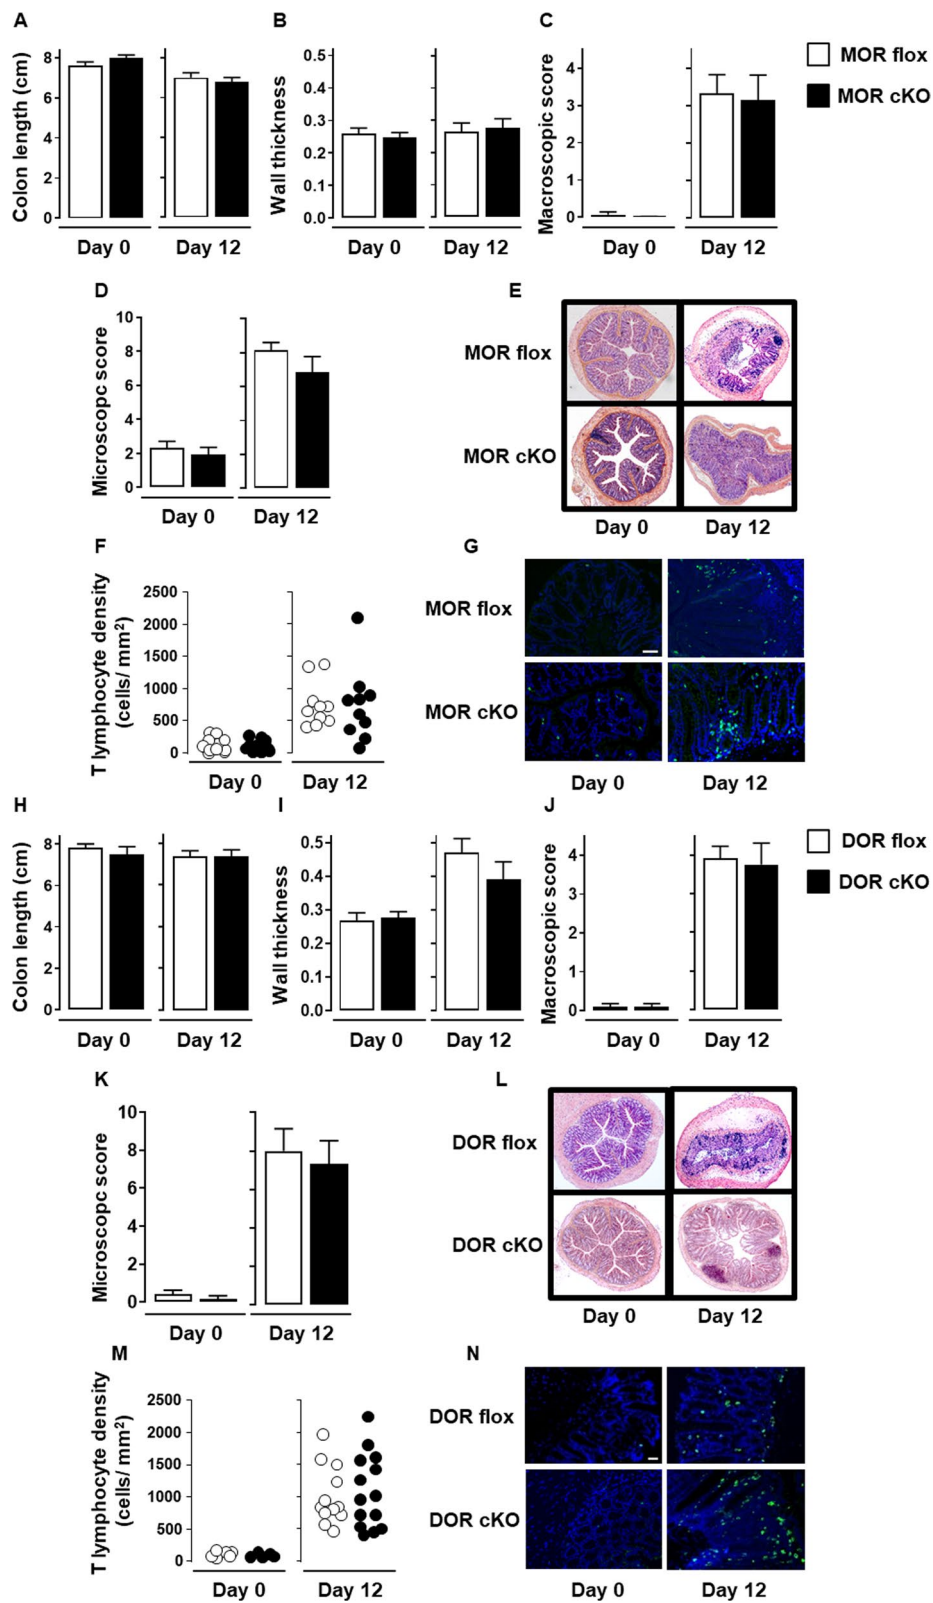 A
B
C
Colon length (cm)
8
6
4
2
0
Day 0
Day 12
Wall thickness
0.5
0.4
0.3
0.2
0.1
0.0
Day 0
Day 12
Macroscopic score
4
3
2
1
0
Day 0
Day 12
MOR flox
MOR cKO
D
E
Microscopc score
10
8
6
4
2
0
Day 0
Day 12
MOR flox
MOR cKO
Day 0
Day 12
F
G
T lymphocyte density
(cells/ mm²)
2500
2000
1500
1000
500
0
Day 0
Day 12
MOR flox
MOR cKO
Day 0
Day 12
H
I
J
Colon length (cm)
8
6
4
2
0
Day 0
Day 12
Wall thickness
0.5
0.4
0.3
0.2
0.1
0.0
Day 0
Day 12
Macroscopic score
4
3
2
1
0
Day 0
Day 12
DOR flox
DOR cKO
K
L
Microscopc score
10
8
6
4
2
0
Day 0
Day 12
DOR flox
DOR cKO
Day 0
Day 12
M
N
T lymphocyte density
(cells/ mm²)
2500
2000
1500
1000
500
0
Day 0
Day 12
DOR flox
DOR cKO
Day 0
Day 12